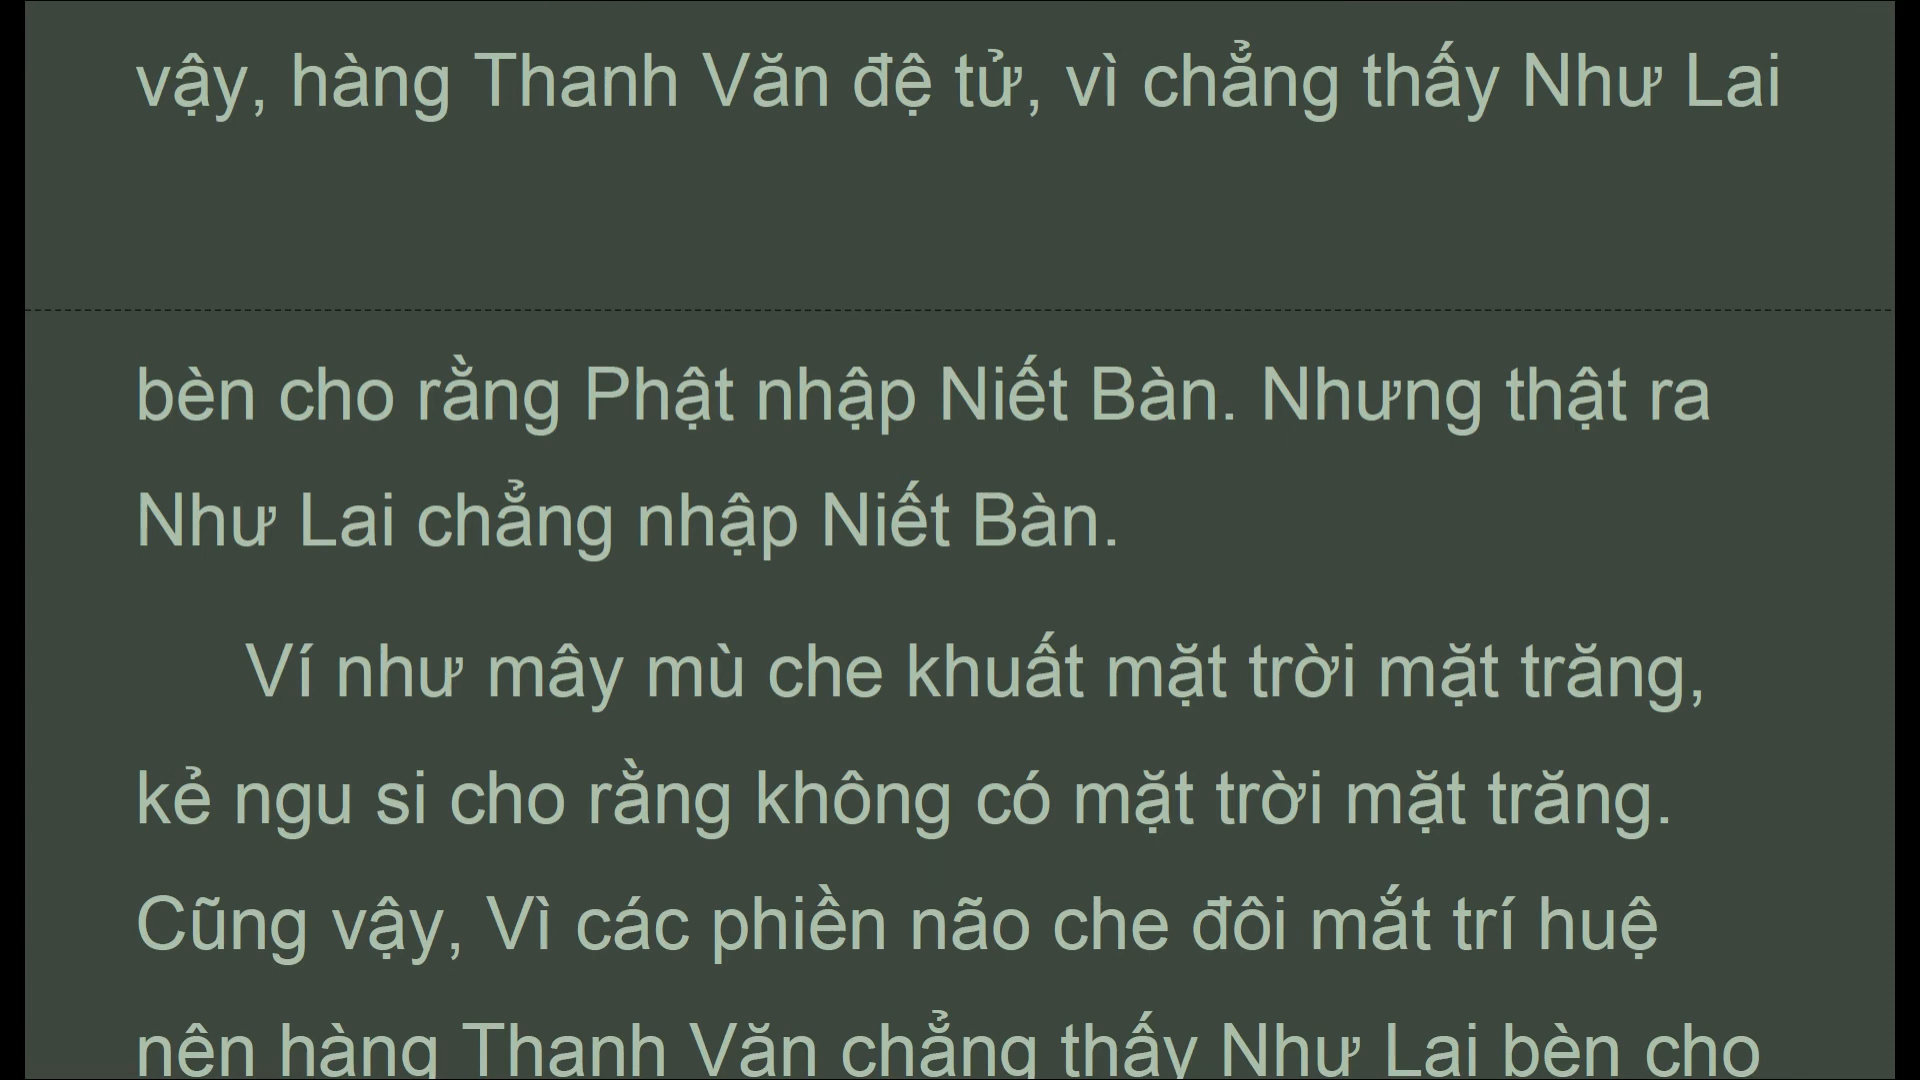 vậy, hàng Thanh Văn đệ tử, vì chẳng thấy Như Lai
bèn cho rằng Phật nhập Niết Bàn. Nhưng thật ra
Như Lai chẳng nhập Niết Bàn.
Ví như mây mù che khuất mặt trời mặt trăng,
kẻ ngu si cho rằng không có mặt trời mặt trăng.
Cũng vậy, Vì các phiền não che đôi mắt trí huệ
nên hàng Thanh Văn chẳng thấy Như Lai bèn cho